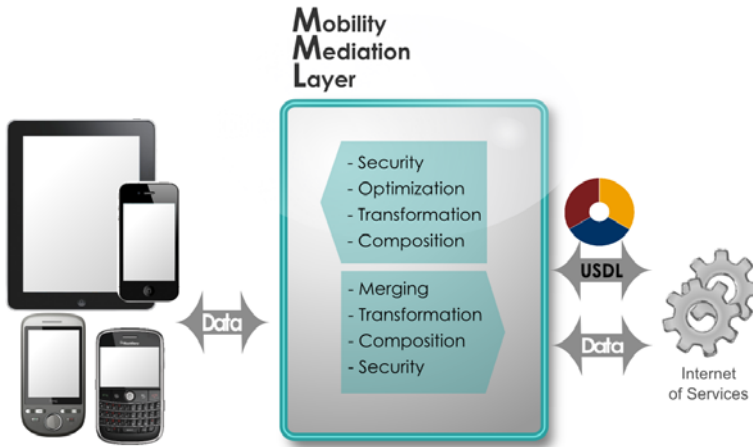 Mobility
Mediation
Layer
- Security
- Optimization
- Transformation
- Composition
- Merging
- Transformation
- Composition
- Security
Data
USDL
Data
Internet
of Services